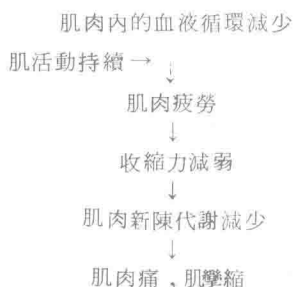 肌肉內的血液循環減少
肌活動持續→
↓
肌肉疲勞
↓
收縮力減弱
↓
肌肉新陳代謝減少
↓
肌肉痛、肌攣縮